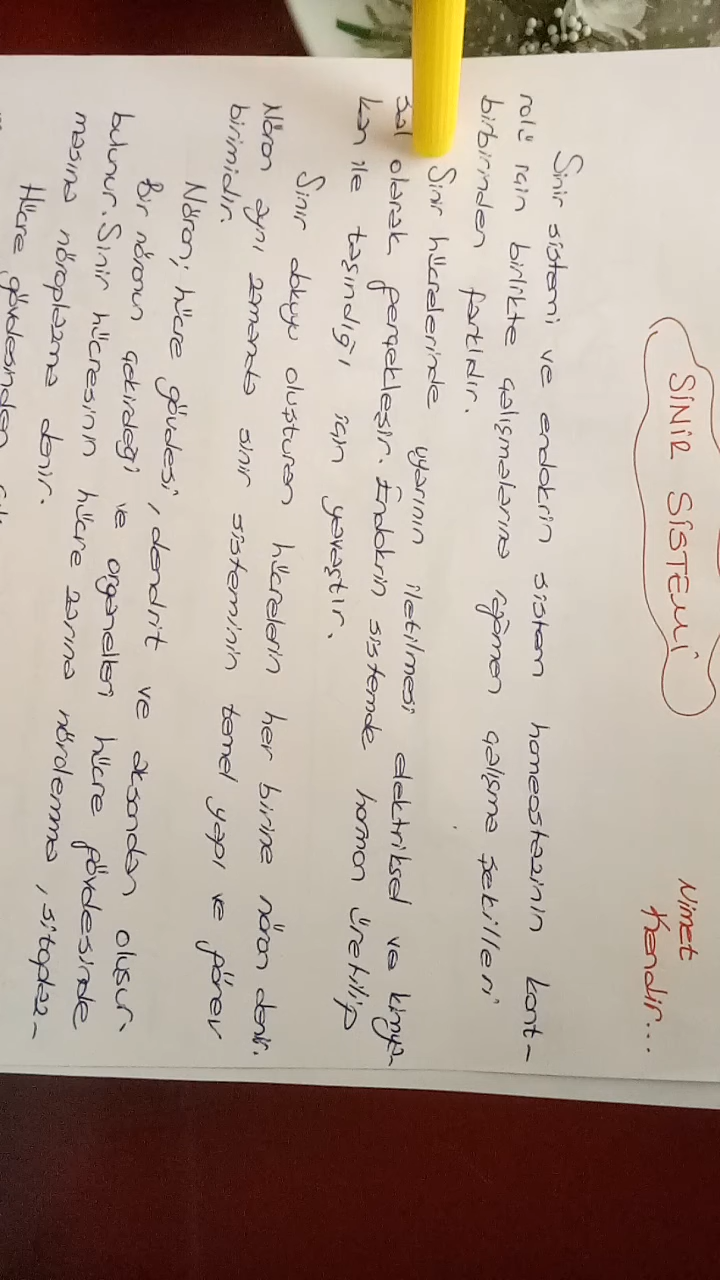 SİNİR SİSTEMİ
Nimet
Kendir...
Sinir sistemi ve endokrin sistem homeostazinin kont-
rolü için birlikte çalışmalarına rağmen çalışma şekilleri
birbirinden farklıdır.
Sinir hücrelerinde uyarının iletilmesi elektriksel ve kimya-
sal olarak gerçekleşir. Endokrin sistemde hormon üretilip
kan ile taşındığı için yavaştır.
Sinir dokuyu oluşturan hücrelerin her birine nöron denir.
Nöron aynı zamanda sinir sisteminin temel yapı ve görev
birimidir.
Nöron; hücre gövdesi, dendrit ve aksondan oluşur.
Bir nöronun çekirdeği ve organelleri hücre gövdesinde
bulunur. Sinir hücresinin hücre zarına nörolemma, sitoplaz-
masına nöroplazma denir.
Hücre gövdesinden